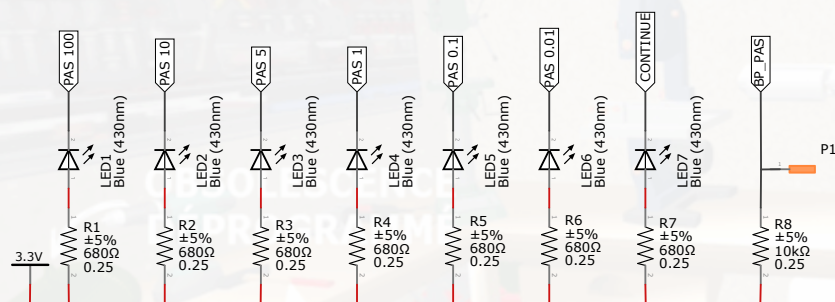 PAS 100
PAS 10
PAS 5
PAS 1
PAS 0.1
PAS 0.01
CONTINUE
BP_PAS
LED1
Blue (430nm)
LED2
Blue (430nm)
LED3
Blue (430nm)
LED4
Blue (430nm)
LED5
Blue (430nm)
LED6
Blue (430nm)
LED7
Blue (430nm)
P1
OBSOLESCENCE
DÉPROGRAMMÉ
R1
±5%
680Ω
0.25
R2
±5%
680Ω
0.25
R3
±5%
680Ω
0.25
R4
±5%
680Ω
0.25
R5
±5%
680Ω
0.25
R6
±5%
680Ω
0.25
R7
±5%
680Ω
0.25
R8
±5%
10kΩ
0.25
3.3V